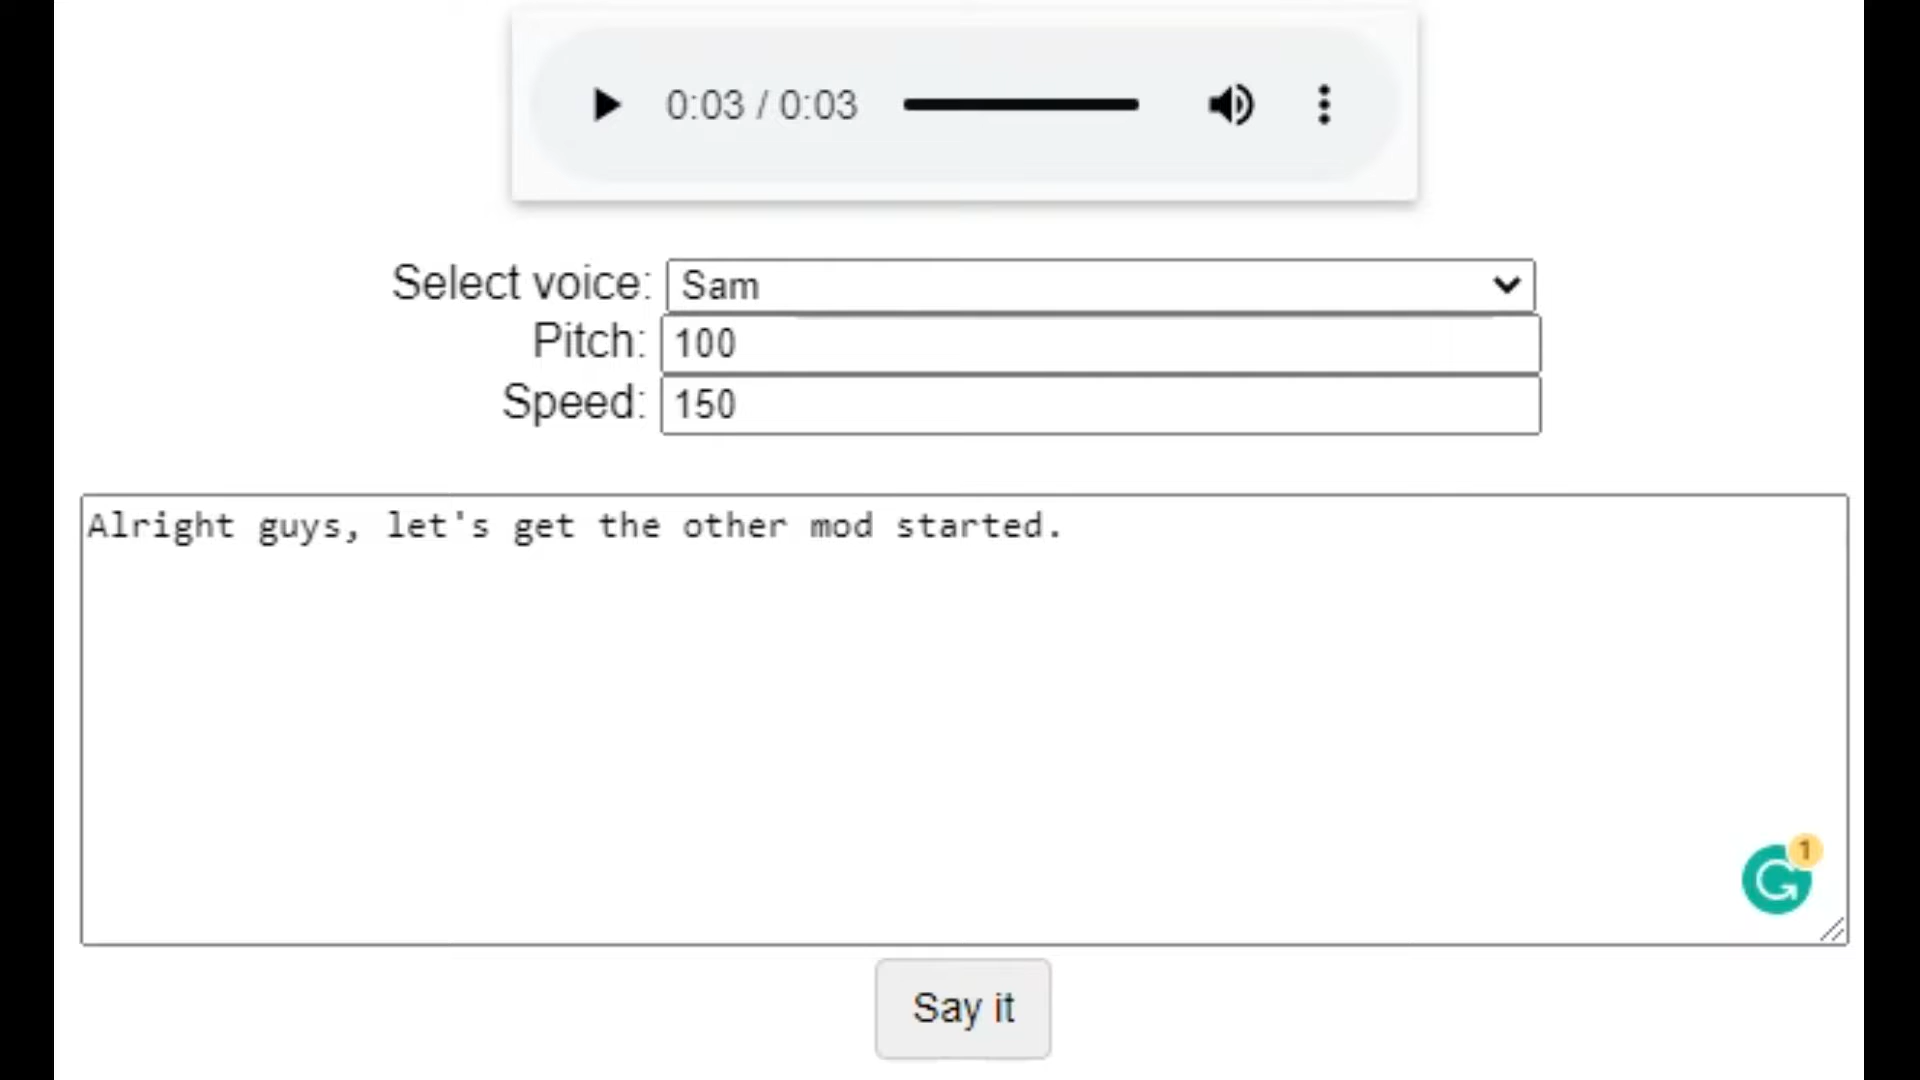 0:03 / 0:03
Select voice: Sam
Pitch: 100
Speed: 150
Alright guys, let's get the other mod started.
1
Say it